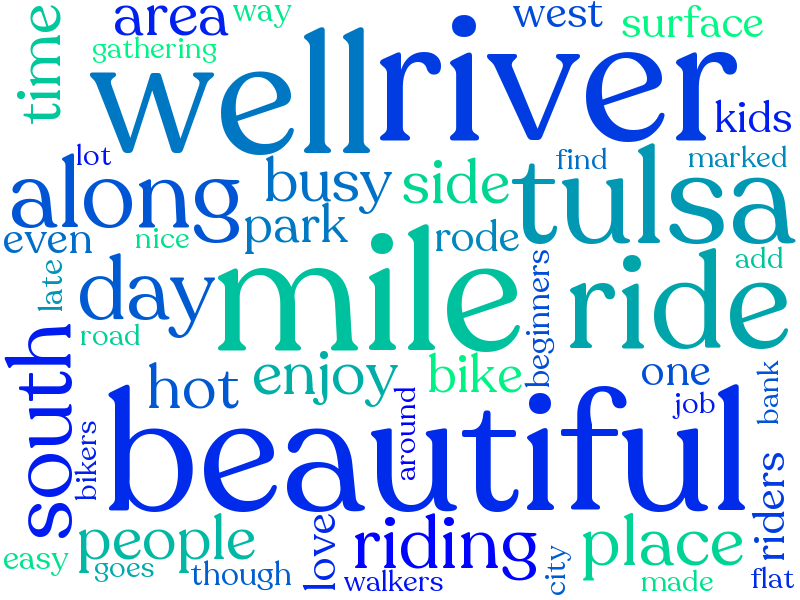 time
area
way
west
surface
gathering
well
river
kids
lot
along
busy
side
find
marked
tulsa
even
nice
park
rode
late
day
mile
beginners
ride
add
road
south
hot
enjoy
bike
one
bank
bikers
beautiful
around
job
riders
easy
people
goes
though
love
riding
walkers
city
place
made
flat